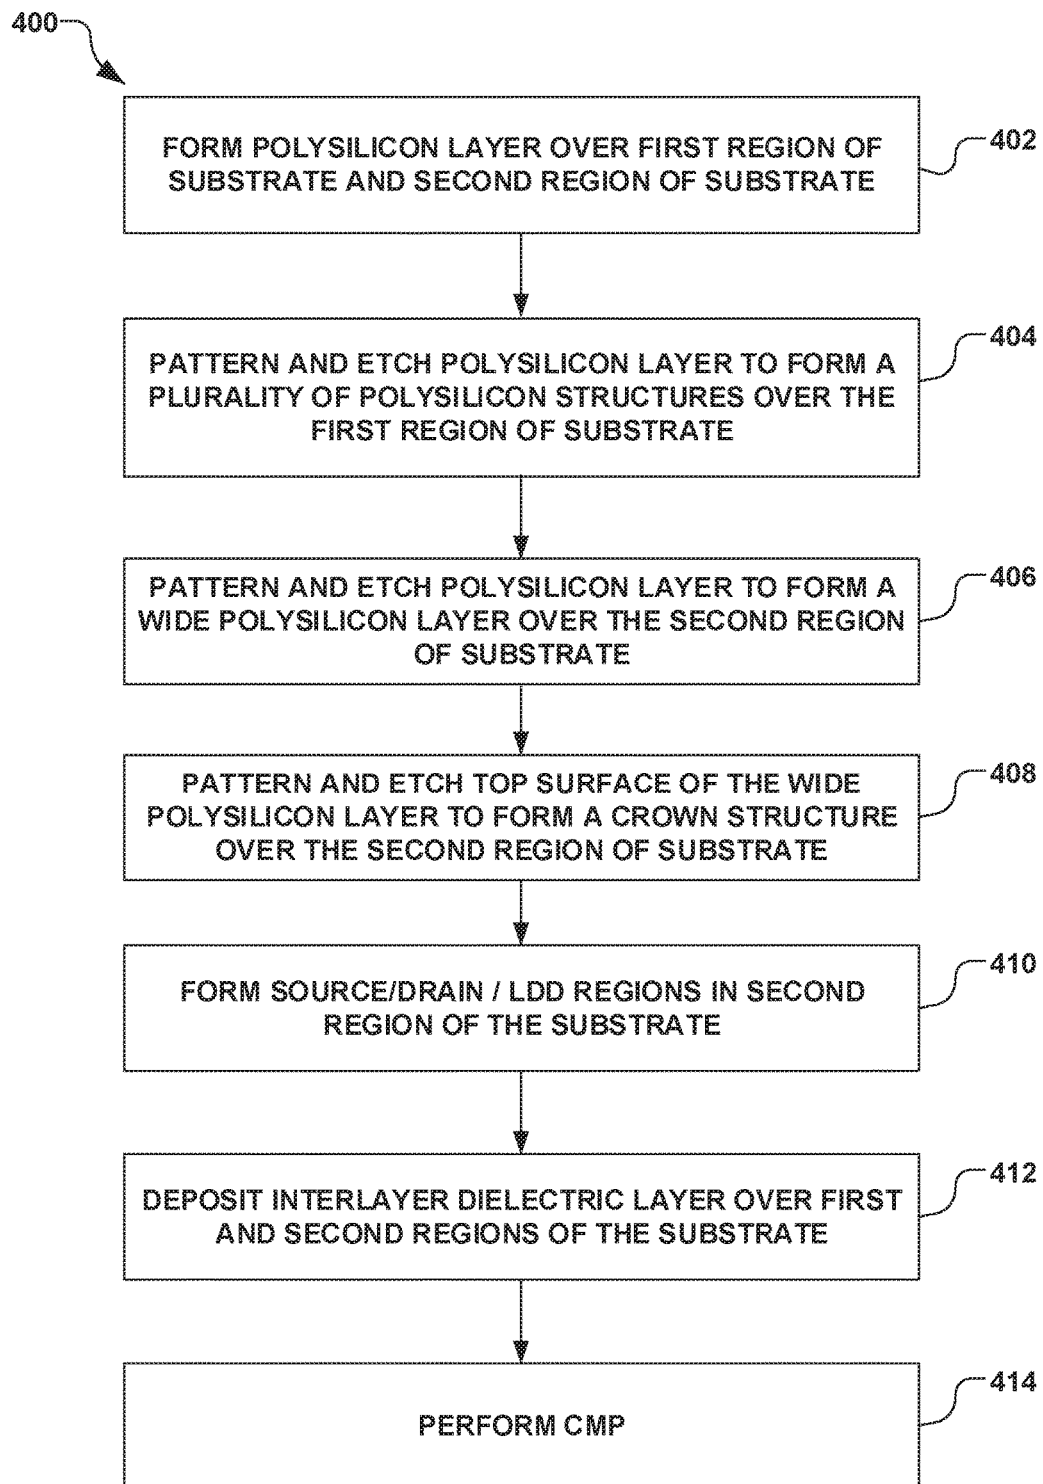 400
FORM POLYSILICON LAYER OVER FIRST REGION OF
SUBSTRATE AND SECOND REGION OF SUBSTRATE
402
PATTERN AND ETCH POLYSILICON LAYER TO FORM A
PLURALITY OF POLYSILICON STRUCTURES OVER THE
FIRST REGION OF SUBSTRATE
404
PATTERN AND ETCH POLYSILICON LAYER TO FORM A
WIDE POLYSILICON LAYER OVER THE SECOND REGION
OF SUBSTRATE
406
PATTERN AND ETCH TOP SURFACE OF THE WIDE
POLYSILICON LAYER TO FORM A CROWN STRUCTURE
OVER THE SECOND REGION OF SUBSTRATE
408
FORM SOURCE/DRAIN / LDD REGIONS IN SECOND
REGION OF THE SUBSTRATE
410
DEPOSIT INTERLAYER DIELECTRIC LAYER OVER FIRST
AND SECOND REGIONS OF THE SUBSTRATE
412
PERFORM CMP
414